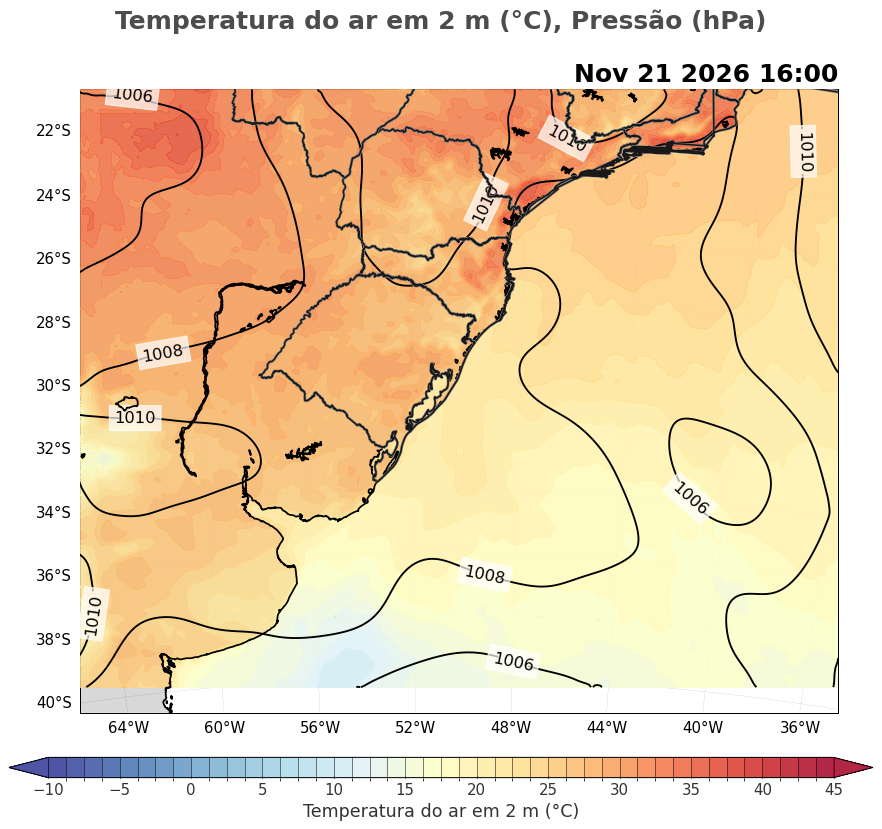 Temperatura do ar em 2 m (°C), Pressão (hPa)
Nov 21 2026 16:00
1006
1010
1010
1010
1008
1010
1006
1008
1010
1006
22°S
24°S
26°S
28°S
30°S
32°S
34°S
36°S
38°S
40°S
64°W 60°W 56°W 52°W 48°W 44°W 40°W 36°W
−10 −5 0 5 10 15 20 25 30 35 40 45
Temperatura do ar em 2 m (°C)